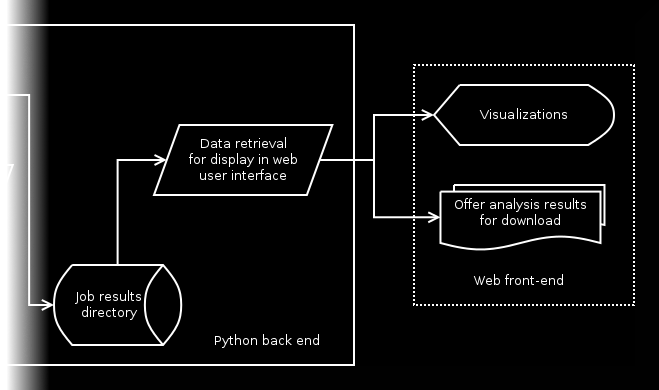 Visualizations
Data retrieval
for display in web
user interface
Offer analysis results
for download
Web front-end
Job results
directory
Python back end